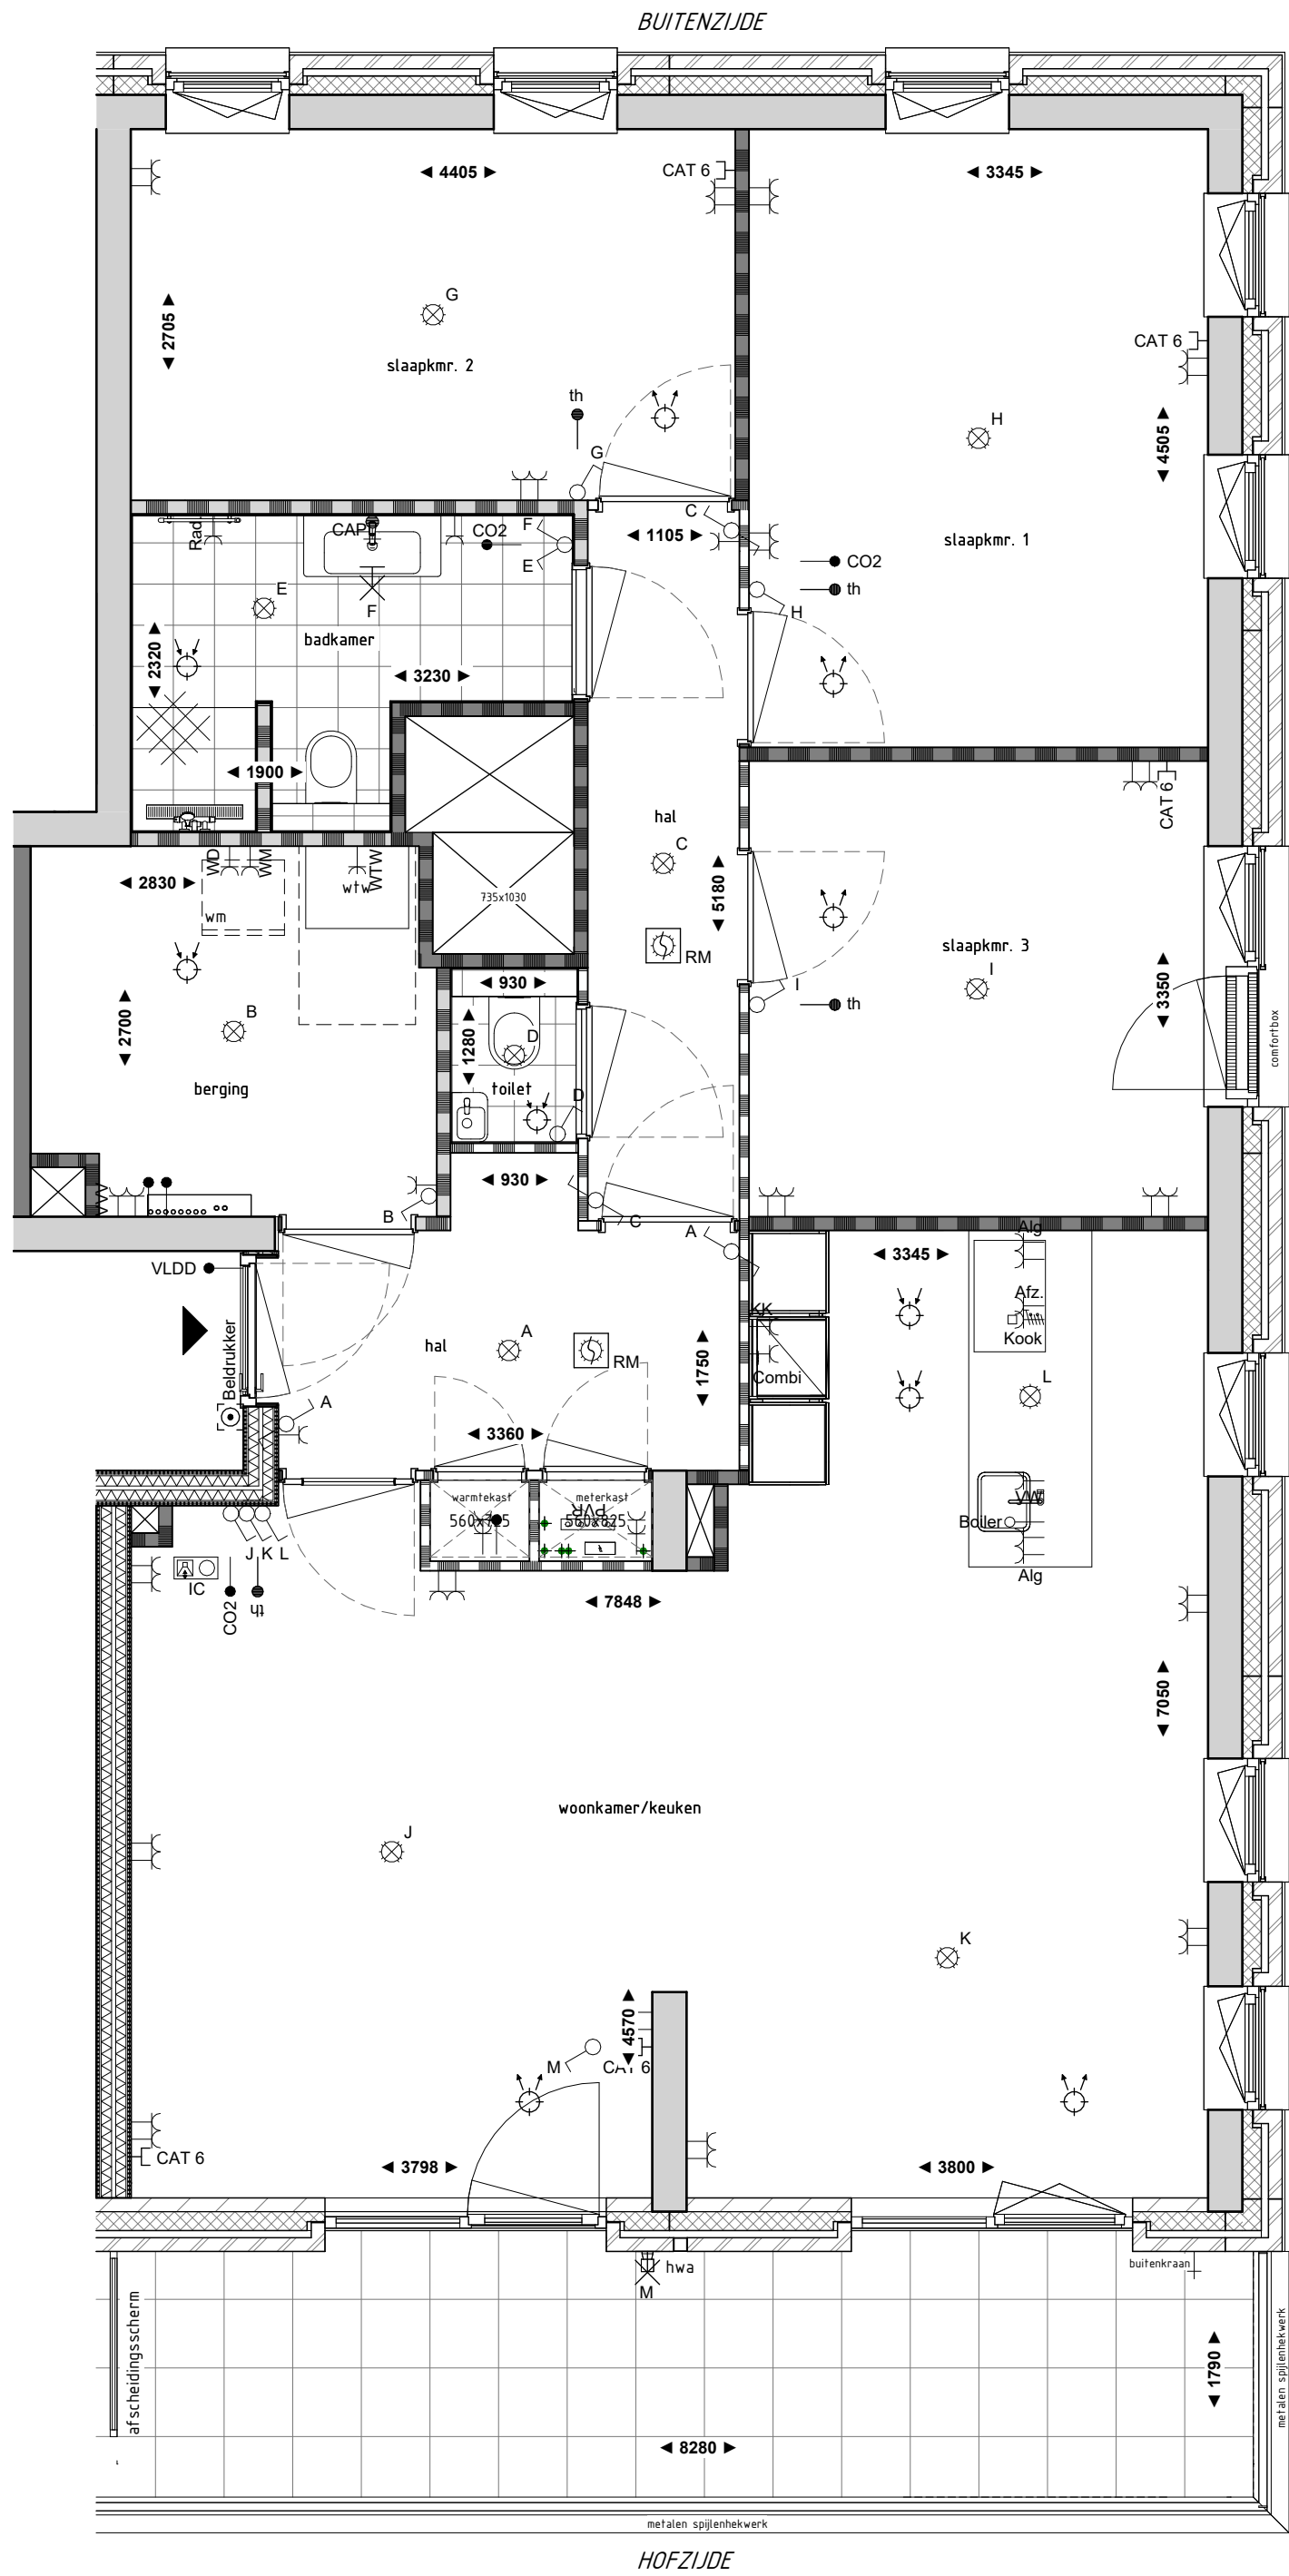 BUITENZIJDE
◄ 4405 ►
CAT 6
◄ 3345 ►
◄ 2705 ►
G
slaapkmr. 2
CAT 6
th
H
◄ 4505 ►
G
C
F
CO2
CAP
Rad.
E
◄ 1105 ►
slaapkmr. 1
CO2
th
H
E
F
badkamer
◄ 2320 ►
◄ 3230 ►
◄ 1900 ►
hal
C
CAT 6
WD
WM
wtw
WTW
◄ 2830 ►
wm
735x1030
◄ 5180 ►
RM
slaapkmr. 3
I
I
th
◄ 3350 ►
comfortbox
◄ 930 ►
◄ 2700 ►
B
◄ 1280 ►
D
toilet
D
berging
◄ 930 ►
B
C
A
Alg
◄ 3345 ►
VLDD
Afz.
KK
Kook
Beldrukker
hal
A
RM
◄ 1750 ►
Combi
L
A
◄ 3360 ►
warmtekast
560x725
meterkast
PVR
560x825
VW
Boiler
J K L
IC
CO2
th
Alg
◄ 7848 ►
◄ 7050 ►
woonkamer/keuken
J
K
◄ 4570 ►
M
CAT 6
CAT 6
◄ 3798 ►
◄ 3800 ►
hwa
M
buitenkraan
afscheidingsscherm
◄ 1790 ►
metalen spijlenhekwerk
◄ 8280 ►
metalen spijlenhekwerk
HOFZIJDE